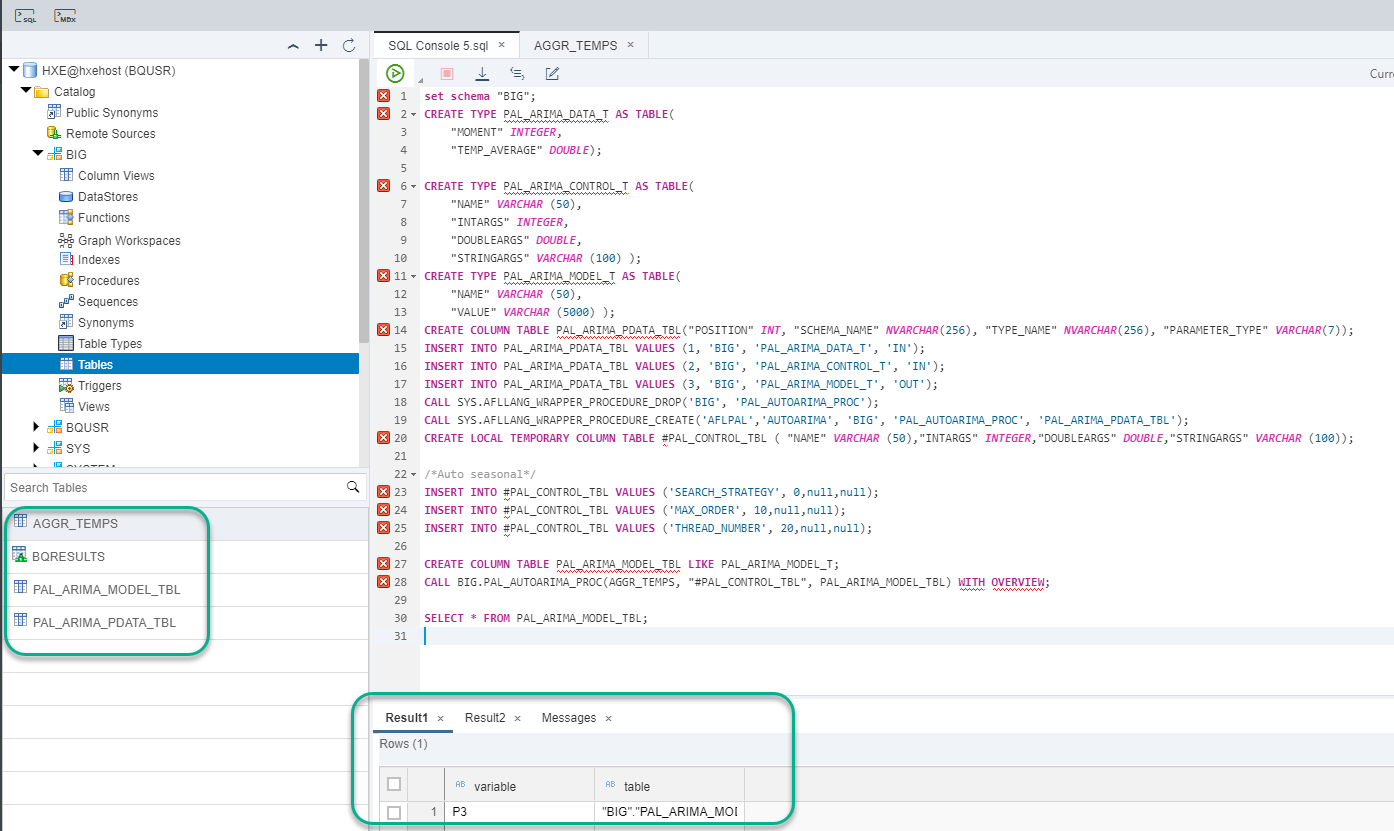 SQL MDX
HXE@hxehost (BQUSR)
Catalog
Public Synonyms
Remote Sources
BIG
Column Views
DataStores
Functions
Graph Workspaces
Indexes
Procedures
Sequences
Synonyms
Table Types
Tables
Triggers
Views
BQUSR
SYS
SYSTEM
Search Tables
AGGR_TEMPS
BQRESULTS
PAL_ARIMA_MODEL_TBL
PAL_ARIMA_PDATA_TBL
SQL Console 5.sql × AGGR_TEMPS ×
Curre
1 set schema "BIG";
2 CREATE TYPE PAL_ARIMA_DATA_T AS TABLE(
3 "MOMENT" INTEGER,
4 "TEMP_AVERAGE" DOUBLE);
5
6 CREATE TYPE PAL_ARIMA_CONTROL_T AS TABLE(
7 "NAME" VARCHAR (50),
8 "INTARGS" INTEGER,
9 "DOUBLEARGS" DOUBLE,
10 "STRINGARGS" VARCHAR (100) );
11 CREATE TYPE PAL_ARIMA_MODEL_T AS TABLE(
12 "NAME" VARCHAR (50),
13 "VALUE" VARCHAR (5000) );
14 CREATE COLUMN TABLE PAL_ARIMA_PDATA_TBL("POSITION" INT, "SCHEMA_NAME" NVARCHAR(256), "TYPE_NAME" NVARCHAR(256), "PARAMETER_TYPE" VARCHAR(7));
15 INSERT INTO PAL_ARIMA_PDATA_TBL VALUES (1, 'BIG', 'PAL_ARIMA_DATA_T', 'IN');
16 INSERT INTO PAL_ARIMA_PDATA_TBL VALUES (2, 'BIG', 'PAL_ARIMA_CONTROL_T', 'IN');
17 INSERT INTO PAL_ARIMA_PDATA_TBL VALUES (3, 'BIG', 'PAL_ARIMA_MODEL_T', 'OUT');
18 CALL SYS.AFLLANG_WRAPPER_PROCEDURE_DROP('BIG', 'PAL_AUTOARIMA_PROC');
19 CALL SYS.AFLLANG_WRAPPER_PROCEDURE_CREATE('AFLPAL','AUTOARIMA', 'BIG', 'PAL_AUTOARIMA_PROC', 'PAL_ARIMA_PDATA_TBL');
20 CREATE LOCAL TEMPORARY COLUMN TABLE #PAL_CONTROL_TBL ( "NAME" VARCHAR (50),"INTARGS" INTEGER,"DOUBLEARGS" DOUBLE,"STRINGARGS" VARCHAR (100));
21
22 /*Auto seasonal*/
23 INSERT INTO #PAL_CONTROL_TBL VALUES ('SEARCH_STRATEGY', 0,null,null);
24 INSERT INTO #PAL_CONTROL_TBL VALUES ('MAX_ORDER', 10,null,null);
25 INSERT INTO #PAL_CONTROL_TBL VALUES ('THREAD_NUMBER', 20,null,null);
26
27 CREATE COLUMN TABLE PAL_ARIMA_MODEL_TBL LIKE PAL_ARIMA_MODEL_T;
28 CALL BIG.PAL_AUTOARIMA_PROC(AGGR_TEMPS, "#PAL_CONTROL_TBL", PAL_ARIMA_MODEL_TBL) WITH OVERVIEW;
29
30 SELECT * FROM PAL_ARIMA_MODEL_TBL;
31
Result1 × Result2 × Messages ×
Rows (1)
AB variable AB table
1 P3 "BIG"."PAL_ARIMA_MOD